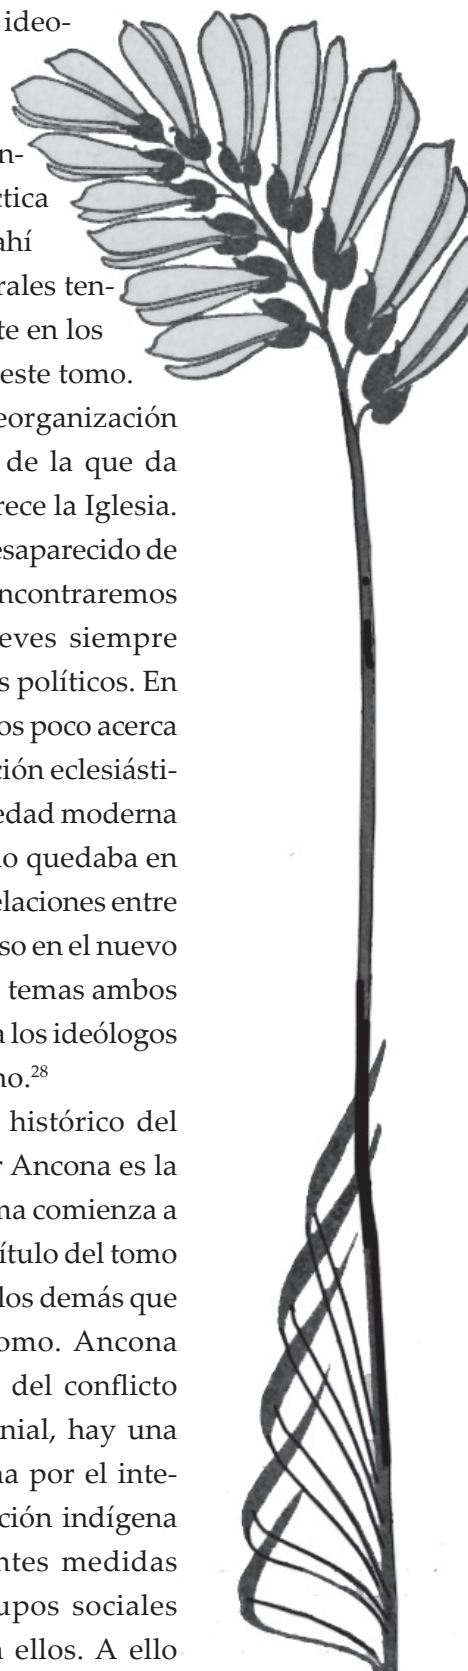 ideo-
n-
ctica
ahí
rales ten-
te en los
este tomo.
eorganización
de la que da
rece la Iglesia.
esaparecido de
ncontraremos
eves siempre
s políticos. En
os poco acerca
ción eclesiásti-
edad moderna
o quedaba en
elaciones entre
so en el nuevo
temas ambos
a los ideólogos
no.²⁸
histórico del
r Ancona es la
na comienza a
ítulo del tomo
los demás que
omo. Ancona
del conflicto
nial, hay una
na por el inte-
ción indígena
ntes medidas
upos sociales
n ellos. A ello